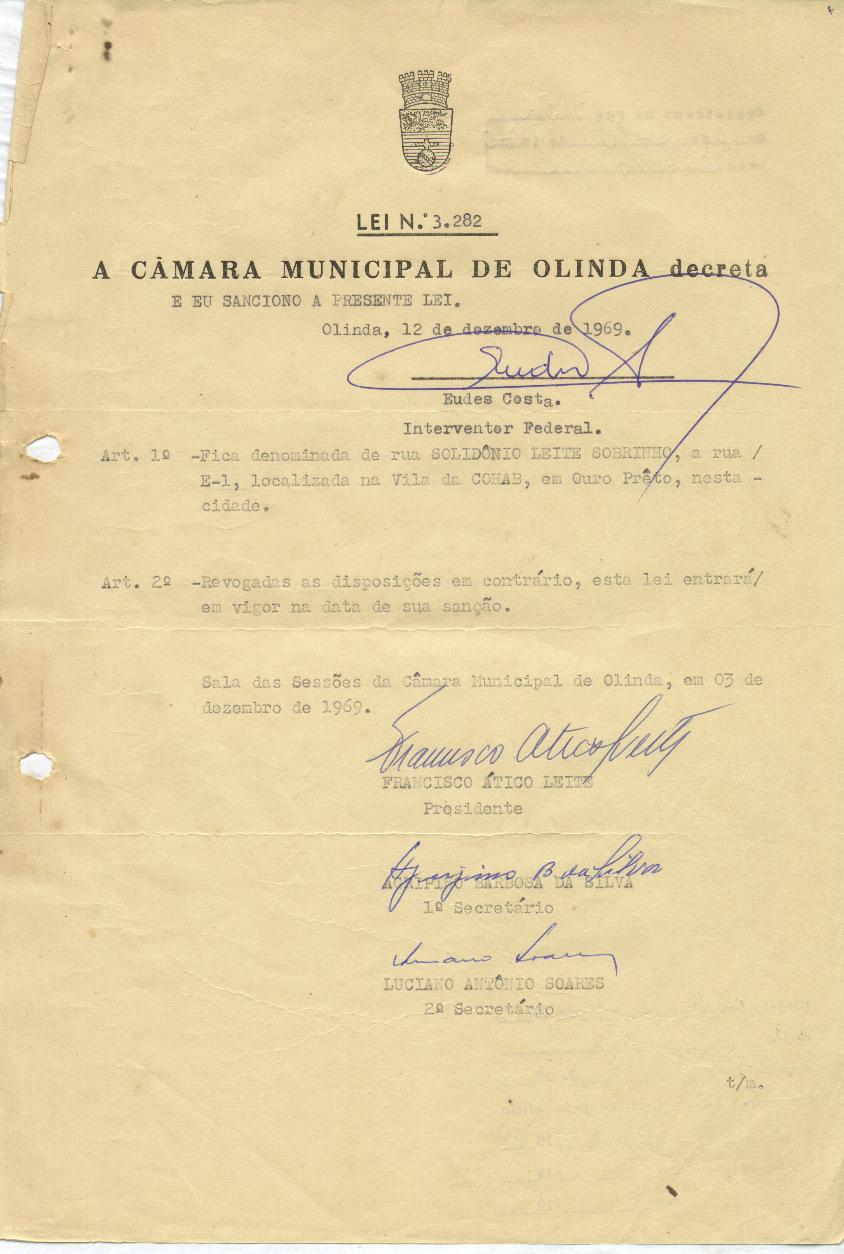 LEI N.º 3.282
A CÂMARA MUNICIPAL DE OLINDA decreta
E EU SANCIONO A PRESENTE LEI.
Olinda, 12 de dezembro de 1969.
Eudes Costa.
Interventor Federal.
Art. 1º -Fica denominada de rua SOLIDÔNIO LEITE SOBRINHO, a rua /
E-1, localizada na Vila da COHAB, em Ouro Prêto, nesta -
cidade.
Art. 2º -Revogadas as disposições em contrário, esta lei entrará/
em vigor na data de sua sanção.
Sala das Sessões da Câmara Municipal de Olinda, em 03 de
dezembro de 1969.
Francisco Atico Leite
FRANCISCO ÁTICO LEITE
Presidente
Agripino B da Silva
AGRIPINO BARBOSA DA SILVA
1º Secretário
Luciano Soares
LUCIANO ANTÔNIO SOARES
2º Secretário
t/m.